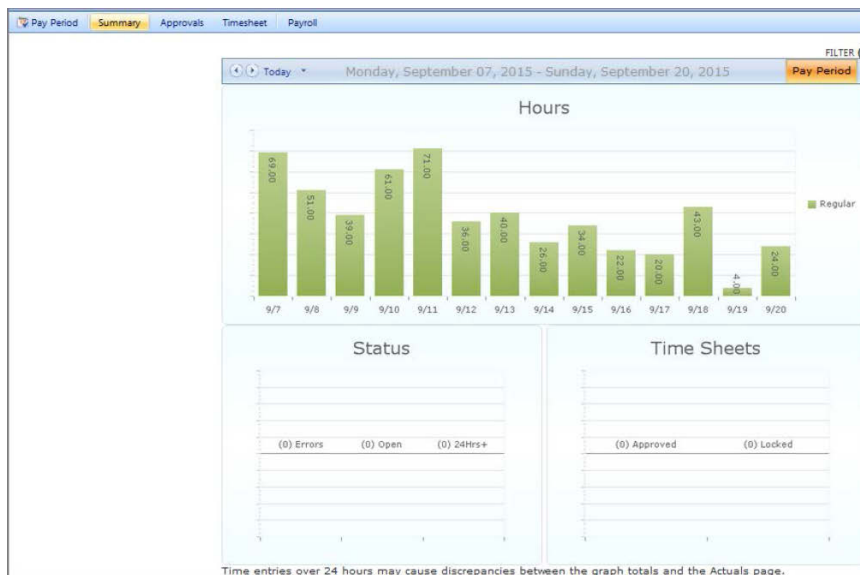 Pay Period Summary Approvals Timesheet Payroll
FILTER (
Today Monday, September 07, 2015 - Sunday, September 20, 2015 Pay Period
Hours
69.00 51.00 39.00 61.00 71.00 36.00 40.00 26.00 34.00 22.00 20.00 43.00 4.00 24.00
Regular
9/7 9/8 9/9 9/10 9/11 9/12 9/13 9/14 9/15 9/16 9/17 9/18 9/19 9/20
Status
(0) Errors (0) Open (0) 24Hrs+
Time Sheets
(0) Approved (0) Locked
Time entries over 24 hours may cause discrepancies between the graph totals and the Actuals page.